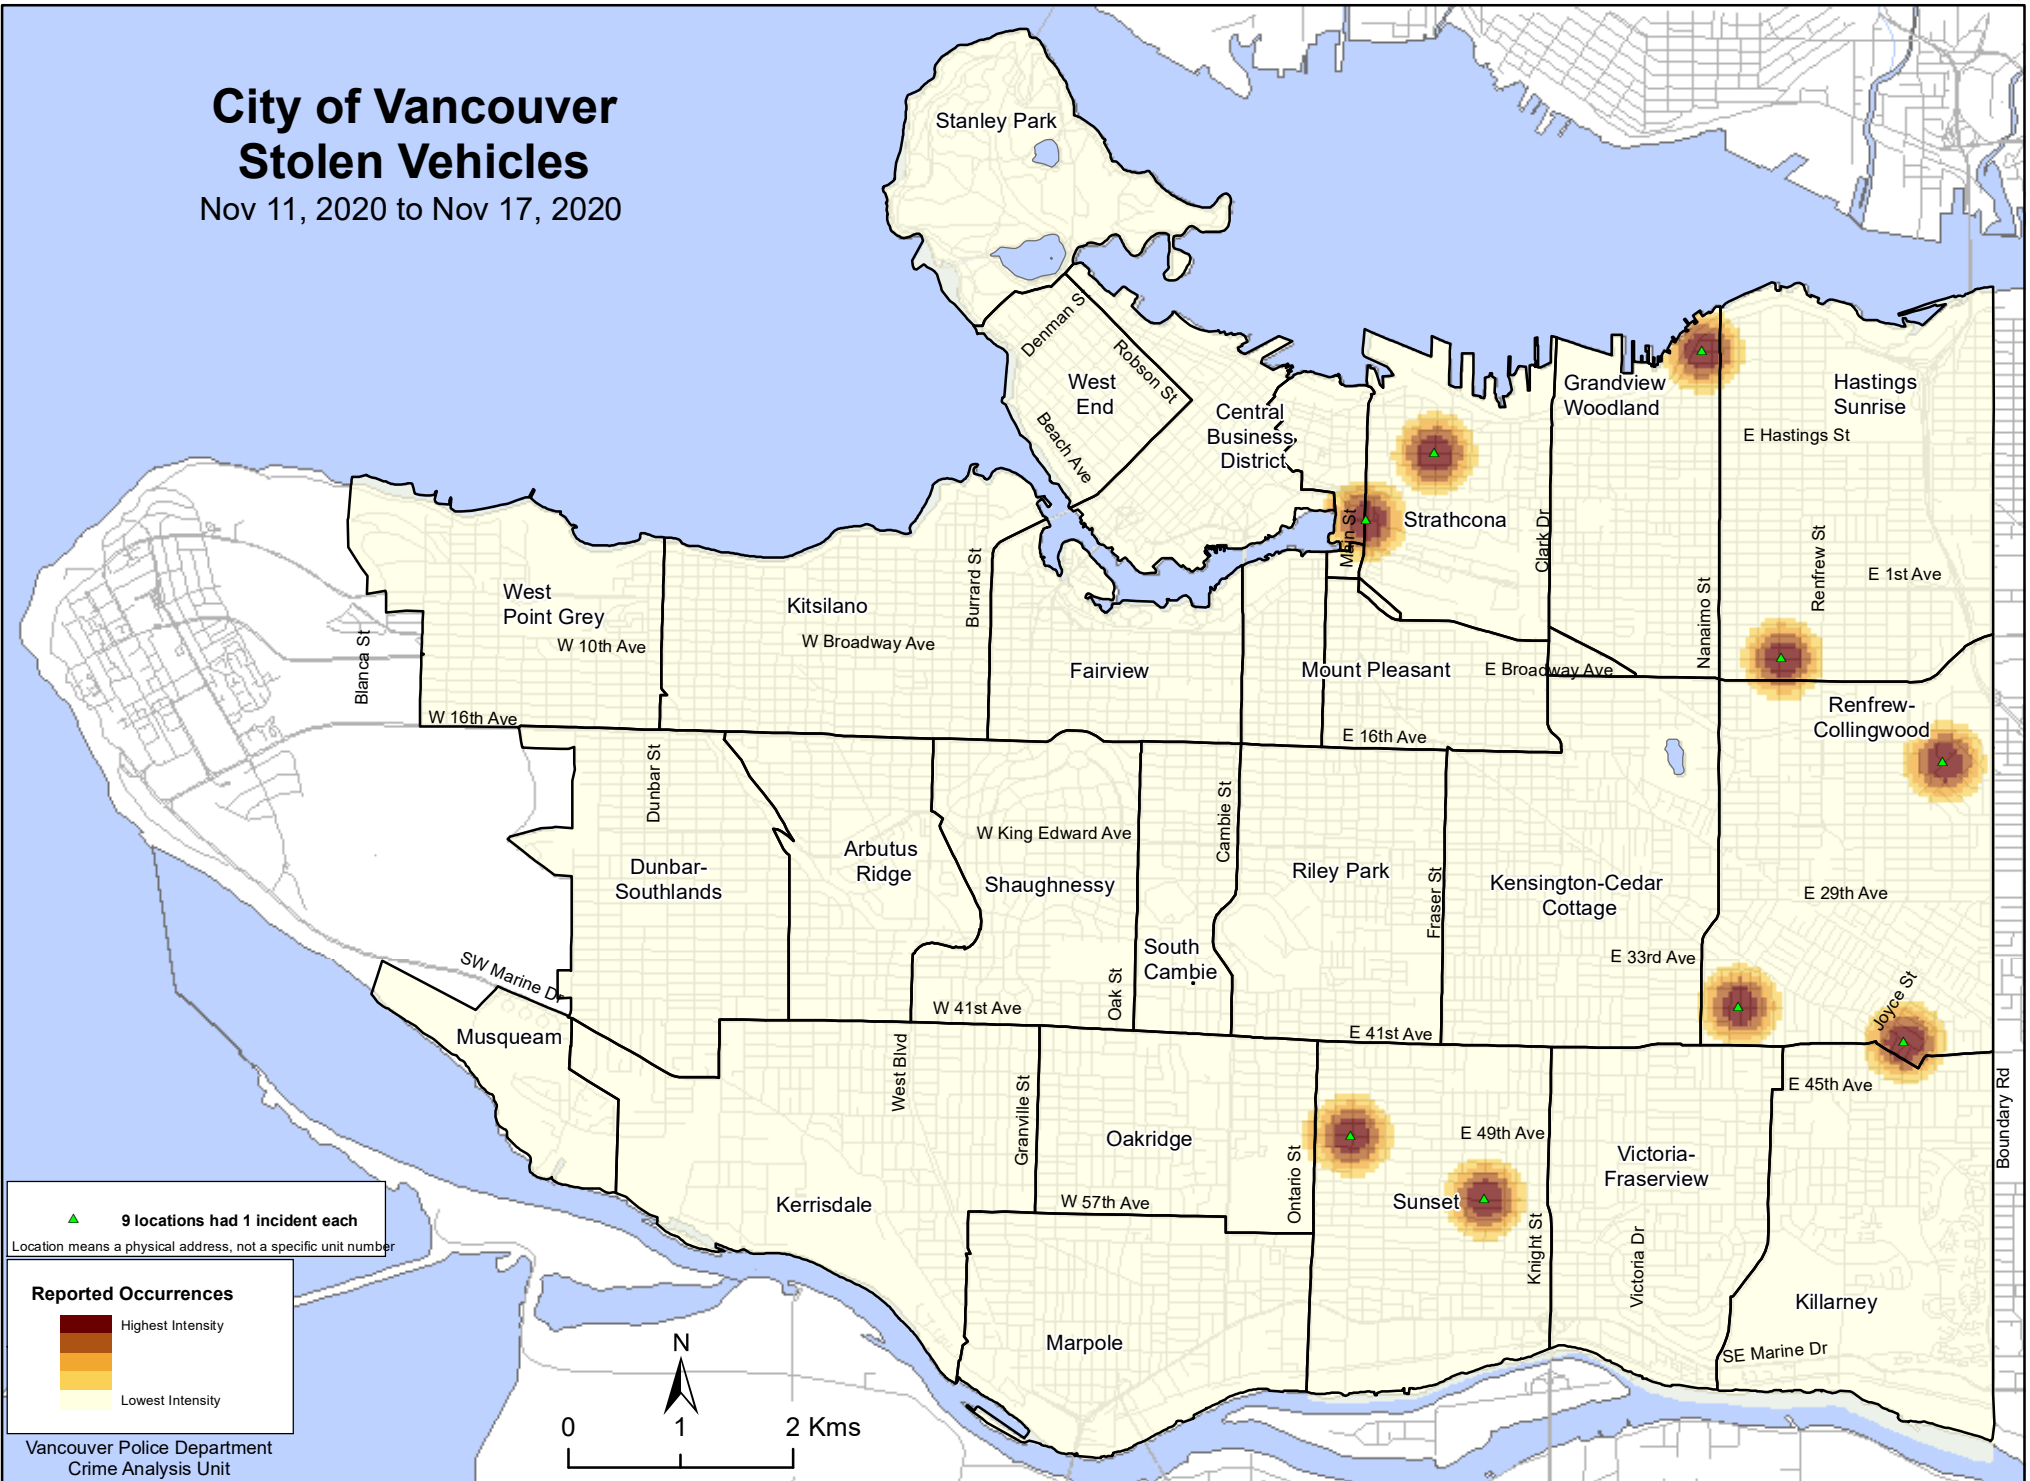 City of Vancouver
Stolen Vehicles
Nov 11, 2020 to Nov 17, 2020
Stanley Park
Denman S
Robson St
West
End
Beach Ave
Central
Business
District
Main St
Strathcona
Clark Dr
Grandview
Woodland
Hastings
Sunrise
E Hastings St
Nanaimo St
Renfrew St
E 1st Ave
West
Point Grey
W 10th Ave
Blanca St
W 16th Ave
Kitsilano
W Broadway Ave
Burrard St
Fairview
Mount Pleasant
E Broadway Ave
E 16th Ave
Renfrew-
Collingwood
Dunbar St
Dunbar-
Southlands
Arbutus
Ridge
W King Edward Ave
Shaughnessy
Cambie St
South
Cambie
Oak St
Riley Park
Fraser St
Kensington-Cedar
Cottage
E 29th Ave
E 33rd Ave
Joyce St
SW Marine Dr
Musqueam
W 41st Ave
E 41st Ave
West Blvd
Granville St
Oakridge
W 57th Ave
Ontario St
E 49th Ave
Sunset
Knight St
Victoria-
Fraserview
Victoria Dr
E 45th Ave
Boundary Rd
Kerrisdale
Marpole
Killarney
SE Marine Dr
9 locations had 1 incident each
Location means a physical address, not a specific unit number
Reported Occurrences
Highest Intensity
Lowest Intensity
Vancouver Police Department
Crime Analysis Unit
N
0 1 2 Kms